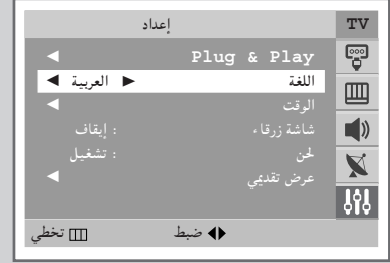 إعداد TV
Plug & Play
اللغة العربية
الوقت
شاشة زرقاء : إيقاف
لحن : تشغيل
عرض تقديمي
ضبط تخطي